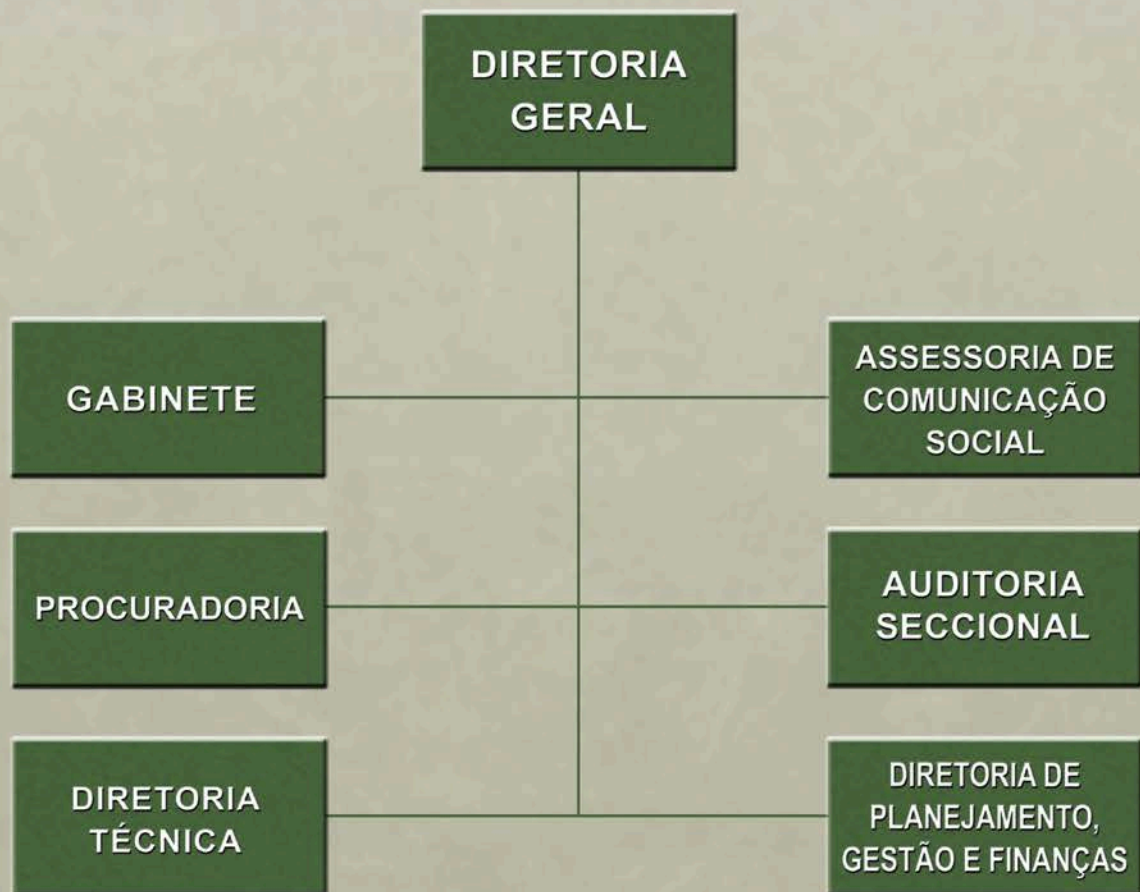 DIRETORIA
GERAL
GABINETE
ASSESSORIA DE
COMUNICAÇÃO
SOCIAL
PROCURADORIA
AUDITORIA
SECCIONAL
DIRETORIA
TÉCNICA
DIRETORIA DE
PLANEJAMENTO,
GESTÃO E FINANÇAS